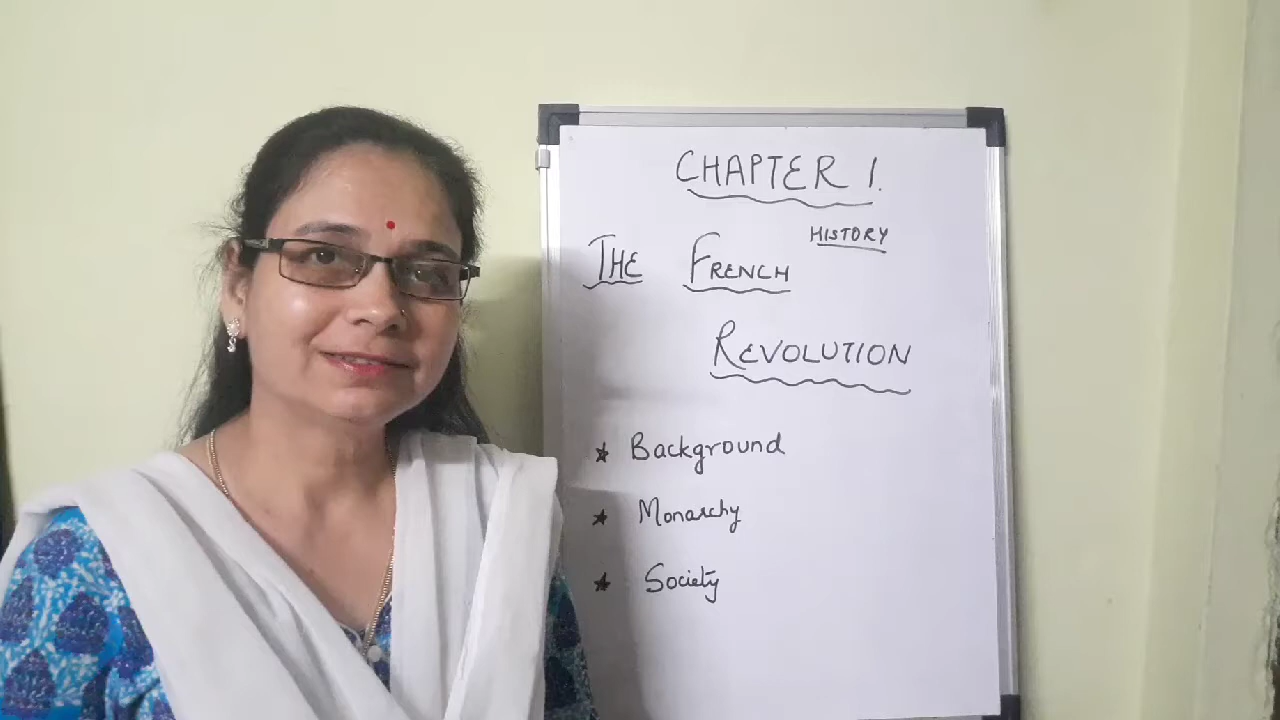 CHAPTER 1.
HISTORY
THE FRENCH
REVOLUTION
★ Background
★ Monarchy
★ Society